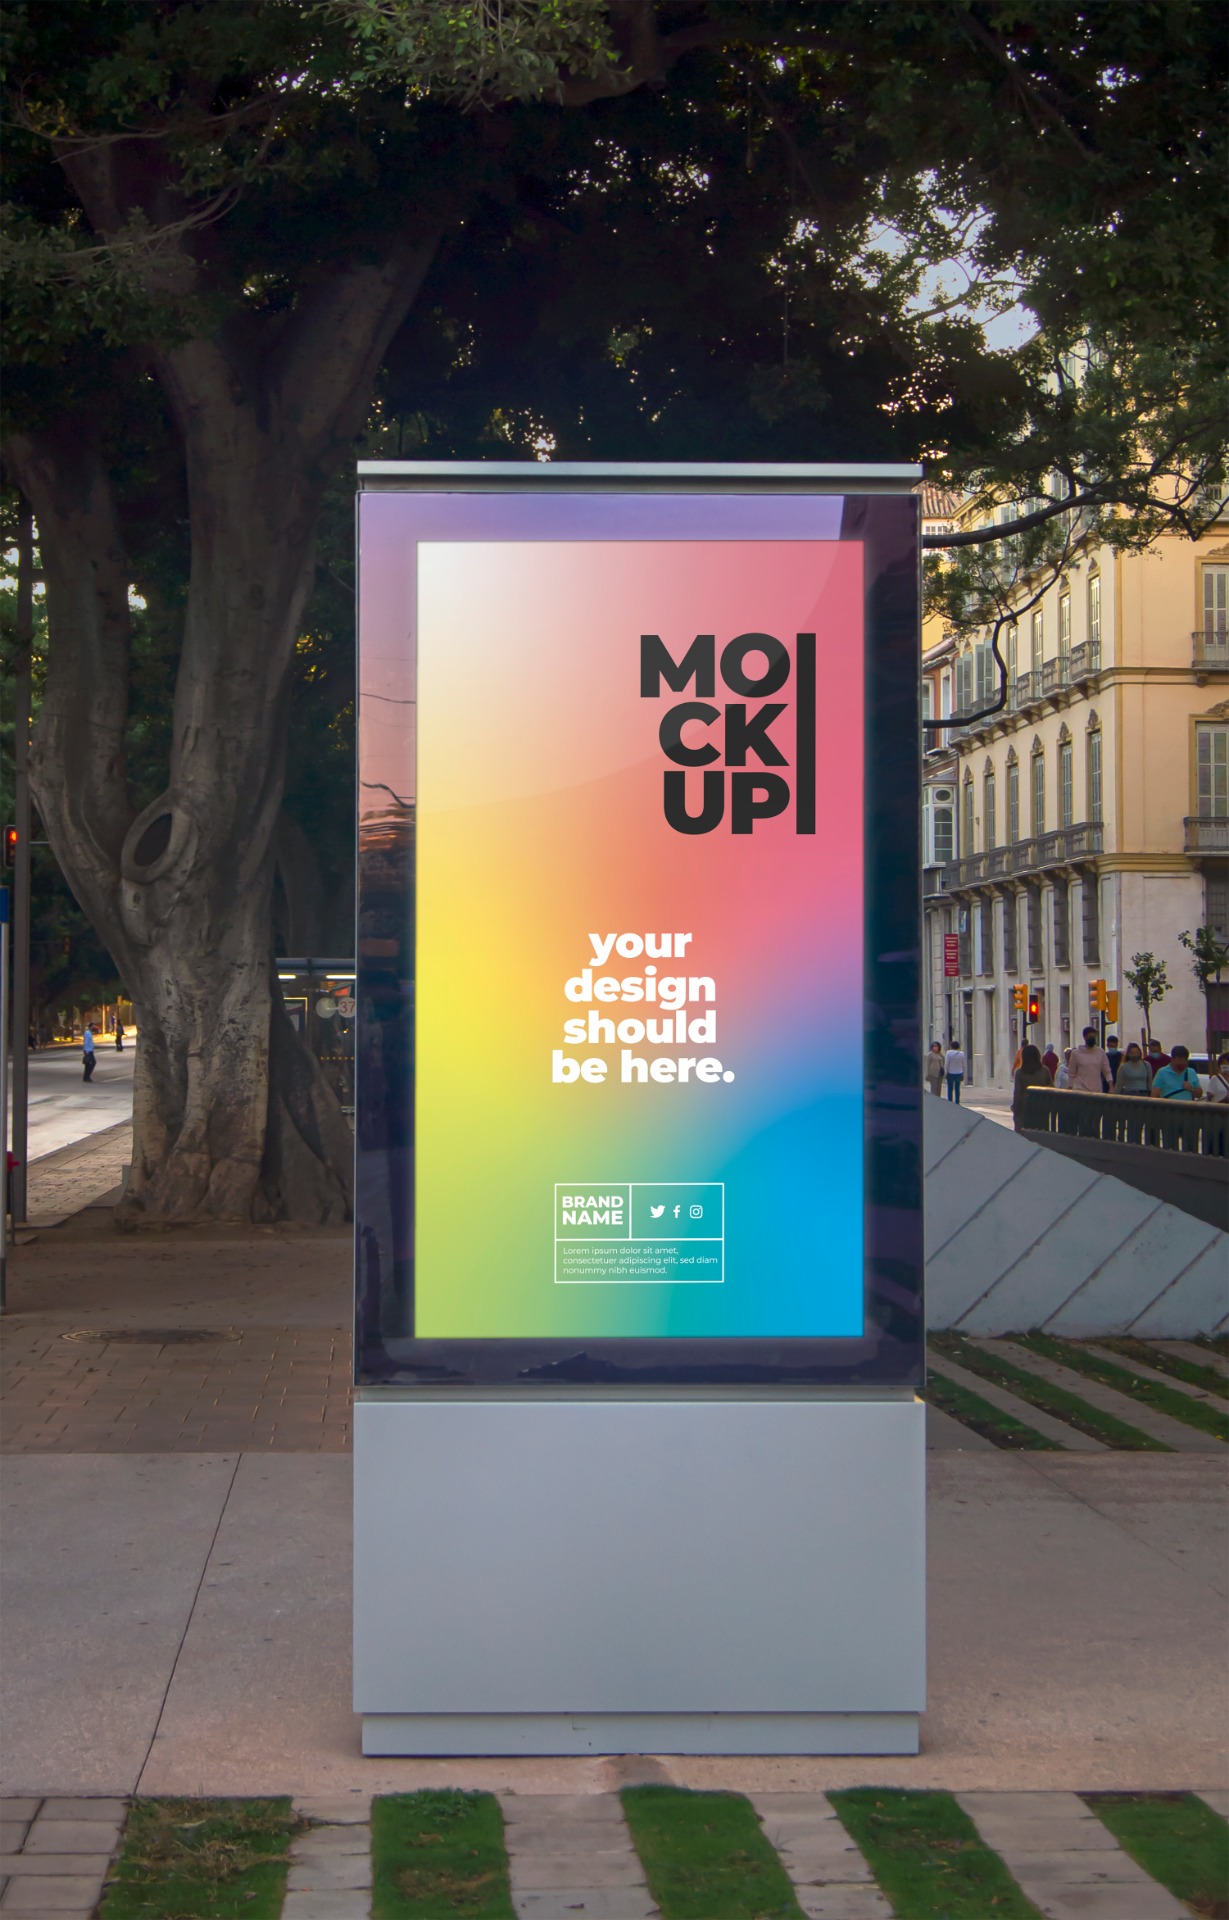 MO
CK
UP
your
design
should
be here.
BRAND
NAME
Lorem ipsum dolor sit amet,
consectetuer adipiscing elit, sed diam
nonummy nibh euismod.
37